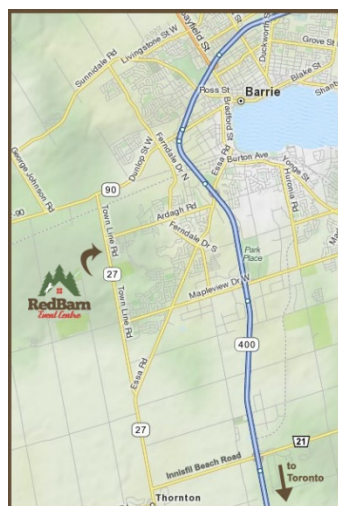 Bayfield St
Duckworth St
Livingstone St W
Grove St E
Sunnidale Rd
Blake St
Ross St
Barrie
Bradford St
Dunlop St W
Ferndale Dr N
Essa Rd
Burton Ave
Yonge St
Huronia Rd
George Johnson Rd
90
90
Town Line Rd
Ardagh Rd
Ferndale Dr S
Park
Place
27
RedBarn
Event Centre
Town Line Rd
Mapleview Dr W
400
Essa Rd
27
21
Innisfil Beach Road
to
Toronto
Thornton